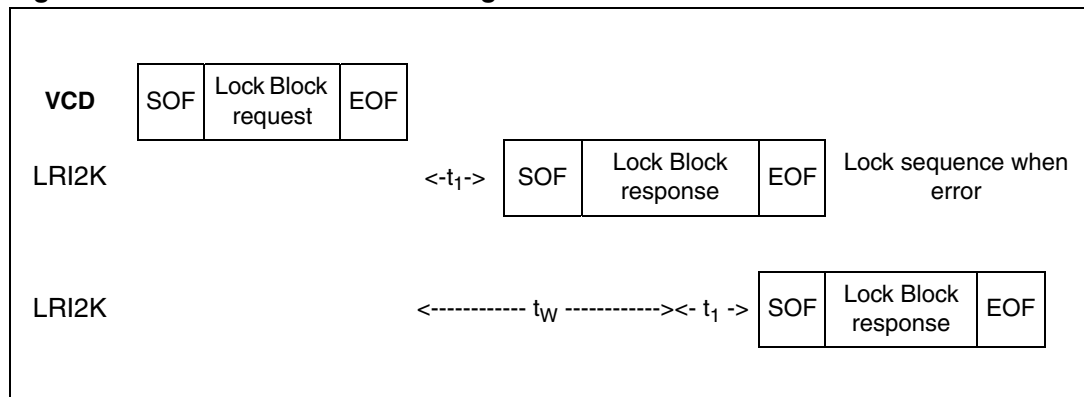 VCD SOF Lock Block request EOF
LRI2K <-t1-> SOF Lock Block response EOF Lock sequence when error
LRI2K <------------ tW ------------><- t1 -> SOF Lock Block response EOF